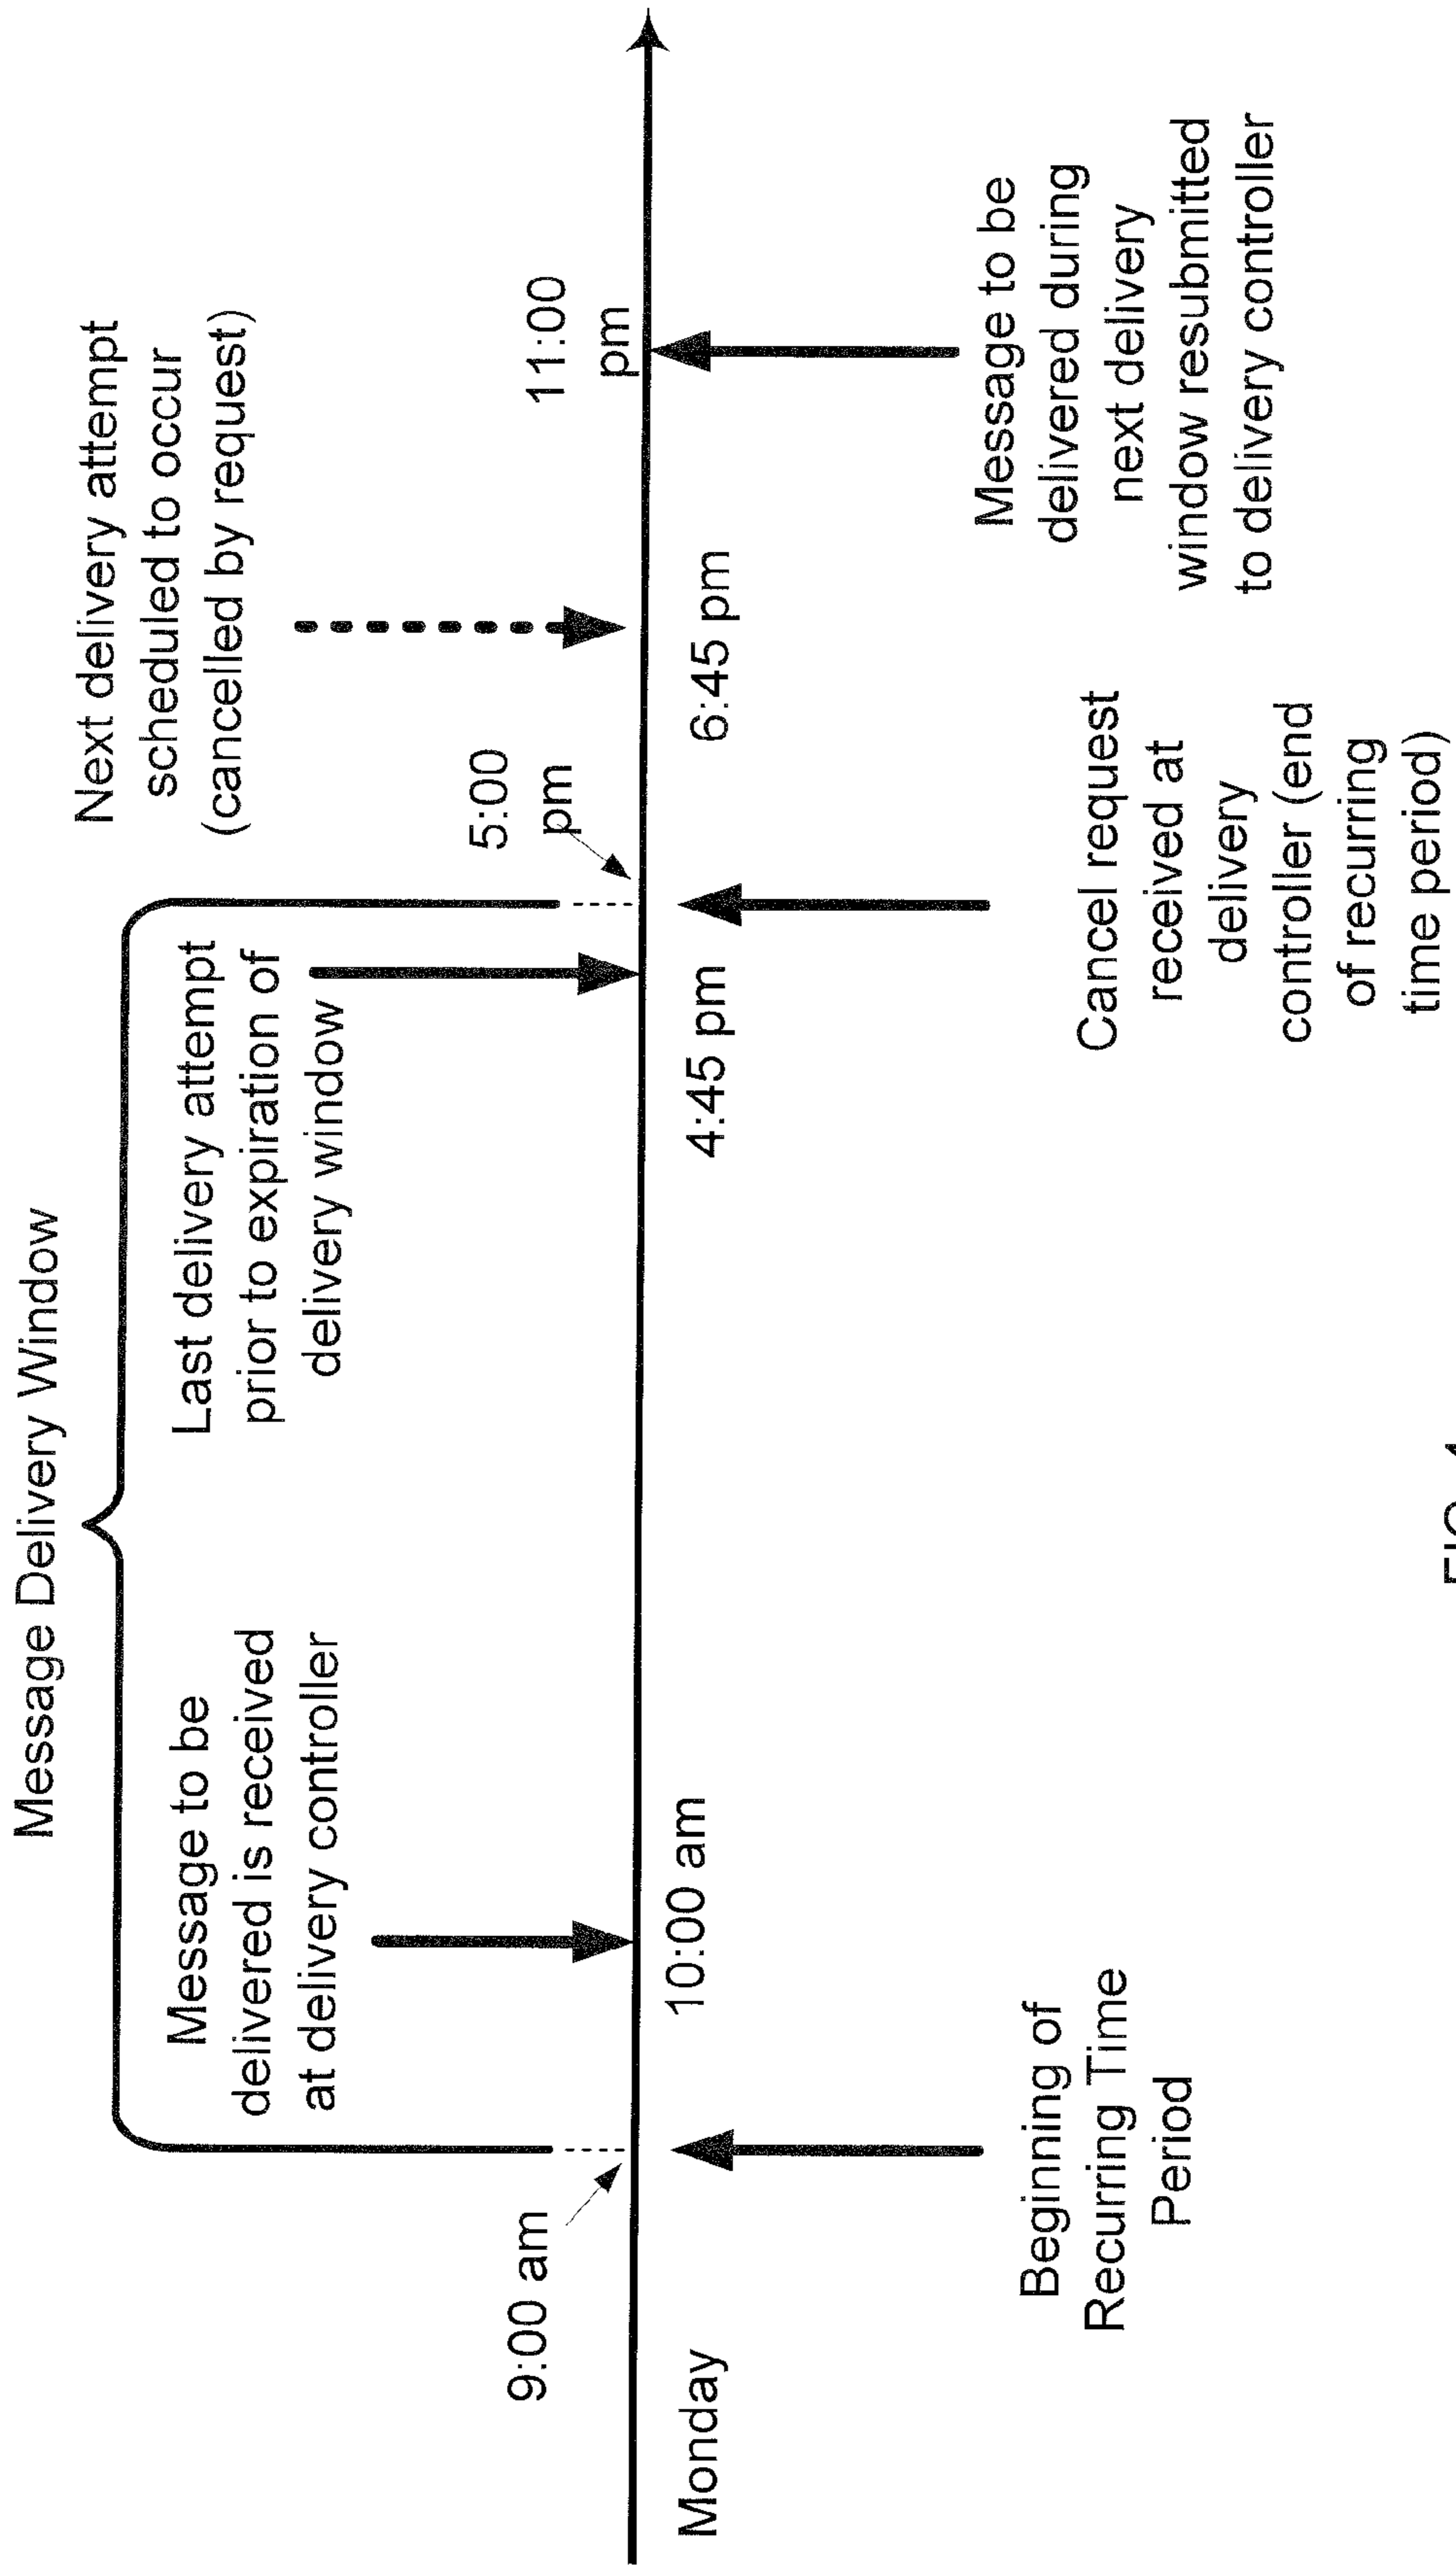 Message Delivery Window
Message to be
delivered is received
at delivery controller
Last delivery attempt
prior to expiration of
delivery window
Next delivery attempt
scheduled to occur
(cancelled by request)
9:00 am
5:00
pm
11:00
pm
Monday
10:00 am
4:45 pm
6:45 pm
Beginning of
Recurring Time
Period
Cancel request
received at
delivery
controller (end
of recurring
time period)
Message to be
delivered during
next delivery
window resubmitted
to delivery controller